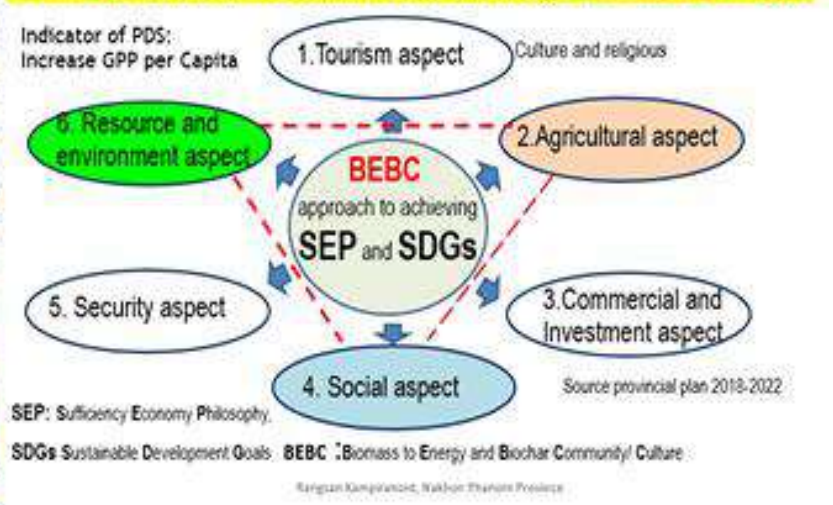 Indicator of PDS:
Increase GPP per Capita
1.Tourism aspect
Culture and religious
6. Resource and
environment aspect
2.Agricultural aspect
BEBC
approach to achieving
SEP and SDGs
5. Security aspect
3.Commercial and
Investment aspect
4. Social aspect
Source provincial plan 2018-2022
SEP: Sufficiency Economy Philosophy,
SDGs Sustainable Development Goals BEBC :Biomass to Energy and Biochar Community/ Culture
Nakhon Phanom Province